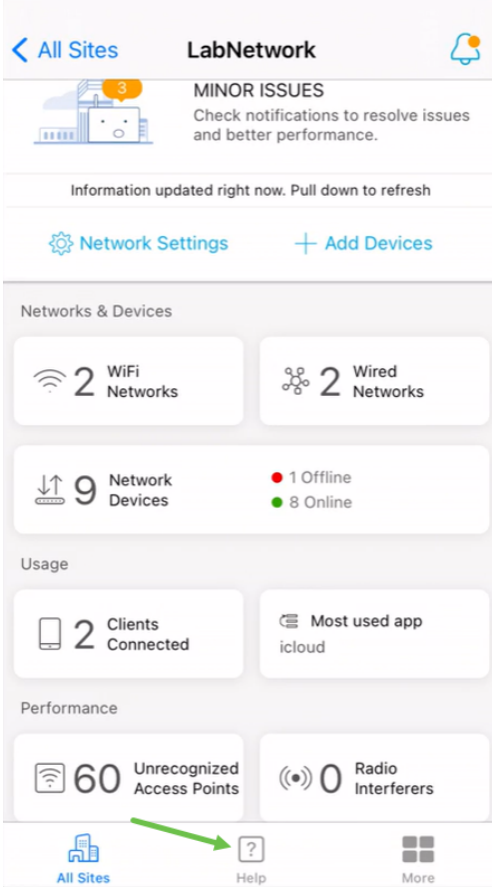 All Sites
LabNetwork
3
MINOR ISSUES
Check notifications to resolve issues
and better performance.
Information updated right now. Pull down to refresh
Network Settings
Add Devices
Networks & Devices
2 WiFi
Networks
2 Wired
Networks
9 Network
Devices
1 Offline
8 Online
Usage
2 Clients
Connected
Most used app
icloud
Performance
60 Unrecognized
Access Points
0 Radio
Interferers
All Sites
?
Help
More